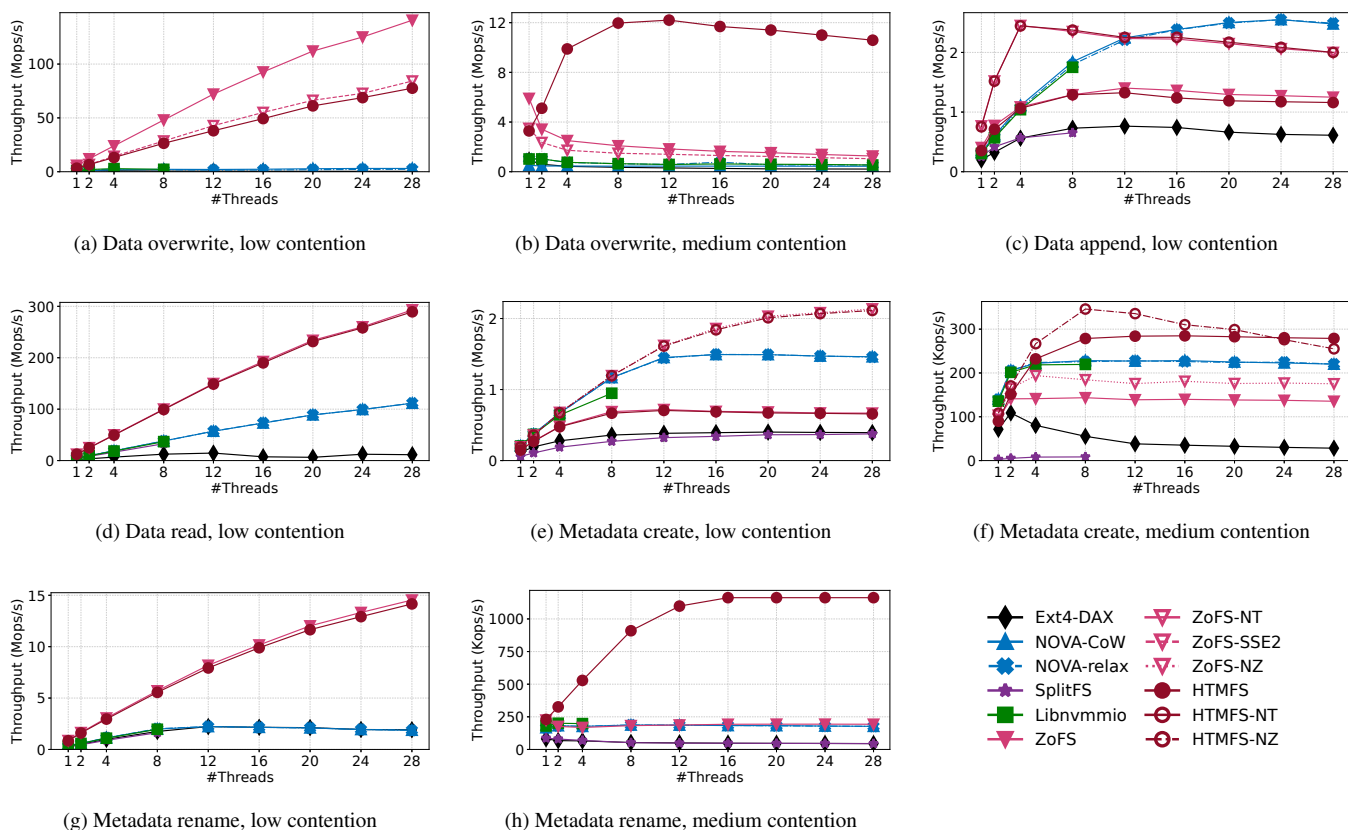 Throughput (Mops/s)
100
50
0
1 2 4 8 12 16 20 24 28
#Threads
(a) Data overwrite, low contention
Throughput (Mops/s)
12
9
6
3
0
1 2 4 8 12 16 20 24 28
#Threads
(b) Data overwrite, medium contention
Throughput (Mops/s)
2
1
0
1 2 4 8 12 16 20 24 28
#Threads
(c) Data append, low contention
Throughput (Mops/s)
300
200
100
0
1 2 4 8 12 16 20 24 28
#Threads
(d) Data read, low contention
Throughput (Mops/s)
2
1
0
1 2 4 8 12 16 20 24 28
#Threads
(e) Metadata create, low contention
Throughput (Kops/s)
300
200
100
0
1 2 4 8 12 16 20 24 28
#Threads
(f) Metadata create, medium contention
Throughput (Mops/s)
15
10
5
0
1 2 4 8 12 16 20 24 28
#Threads
(g) Metadata rename, low contention
Throughput (Kops/s)
1000
750
500
250
0
1 2 4 8 12 16 20 24 28
#Threads
(h) Metadata rename, medium contention
Ext4-DAX
NOVA-CoW
NOVA-relax
SplitFS
Libnvmmio
ZoFS
ZoFS-NT
ZoFS-SSE2
ZoFS-NZ
HTMFS
HTMFS-NT
HTMFS-NZ